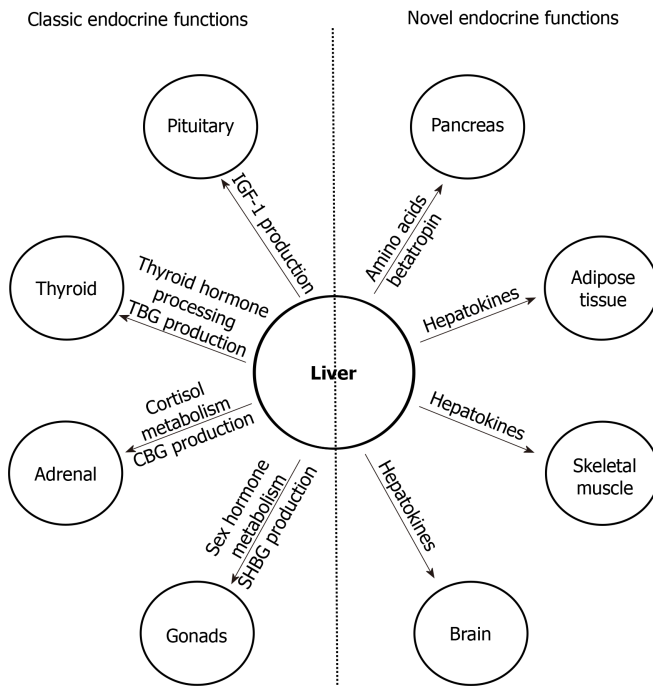 Classic endocrine functions
Novel endocrine functions
Pituitary
Pancreas
IGF-1 production
Amino acids
betatropin
Thyroid
Thyroid hormone
processing
TBG production
Adipose
tissue
Hepatokines
Liver
Adrenal
Cortisol
metabolism
CBG production
Hepatokines
Skeletal
muscle
Sex hormone
metabolism
SHBG production
Hepatokines
Gonads
Brain